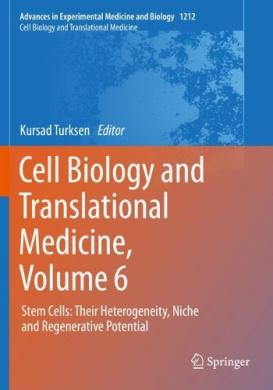 Advances in Experimental Medicine and Biology 1212
Cell Biology and Translational Medicine
Kursad Turksen Editor
Cell Biology and
Translational
Medicine,
Volume 6
Stem Cells: Their Heterogeneity, Niche
and Regenerative Potential
Springer